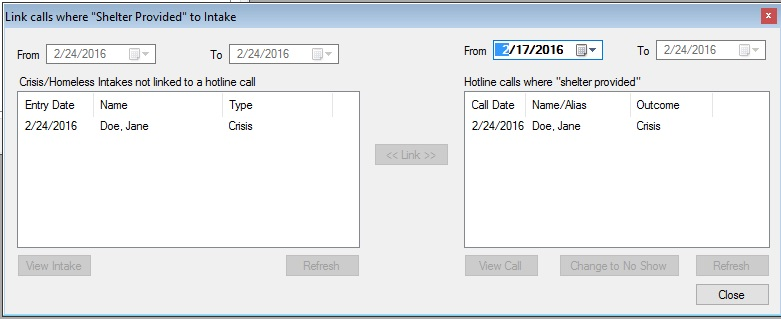 Link calls where "Shelter Provided" to Intake
x
From 2/24/2016 To 2/24/2016
From 2/17/2016 To 2/24/2016
Crisis/Homeless Intakes not linked to a hotline call
Entry Date Name Type
2/24/2016 Doe, Jane Crisis
<< Link >>
Hotline calls where "shelter provided"
Call Date Name/Alias Outcome
2/24/2016 Doe, Jane Crisis
View Intake Refresh
View Call Change to No Show Refresh
Close